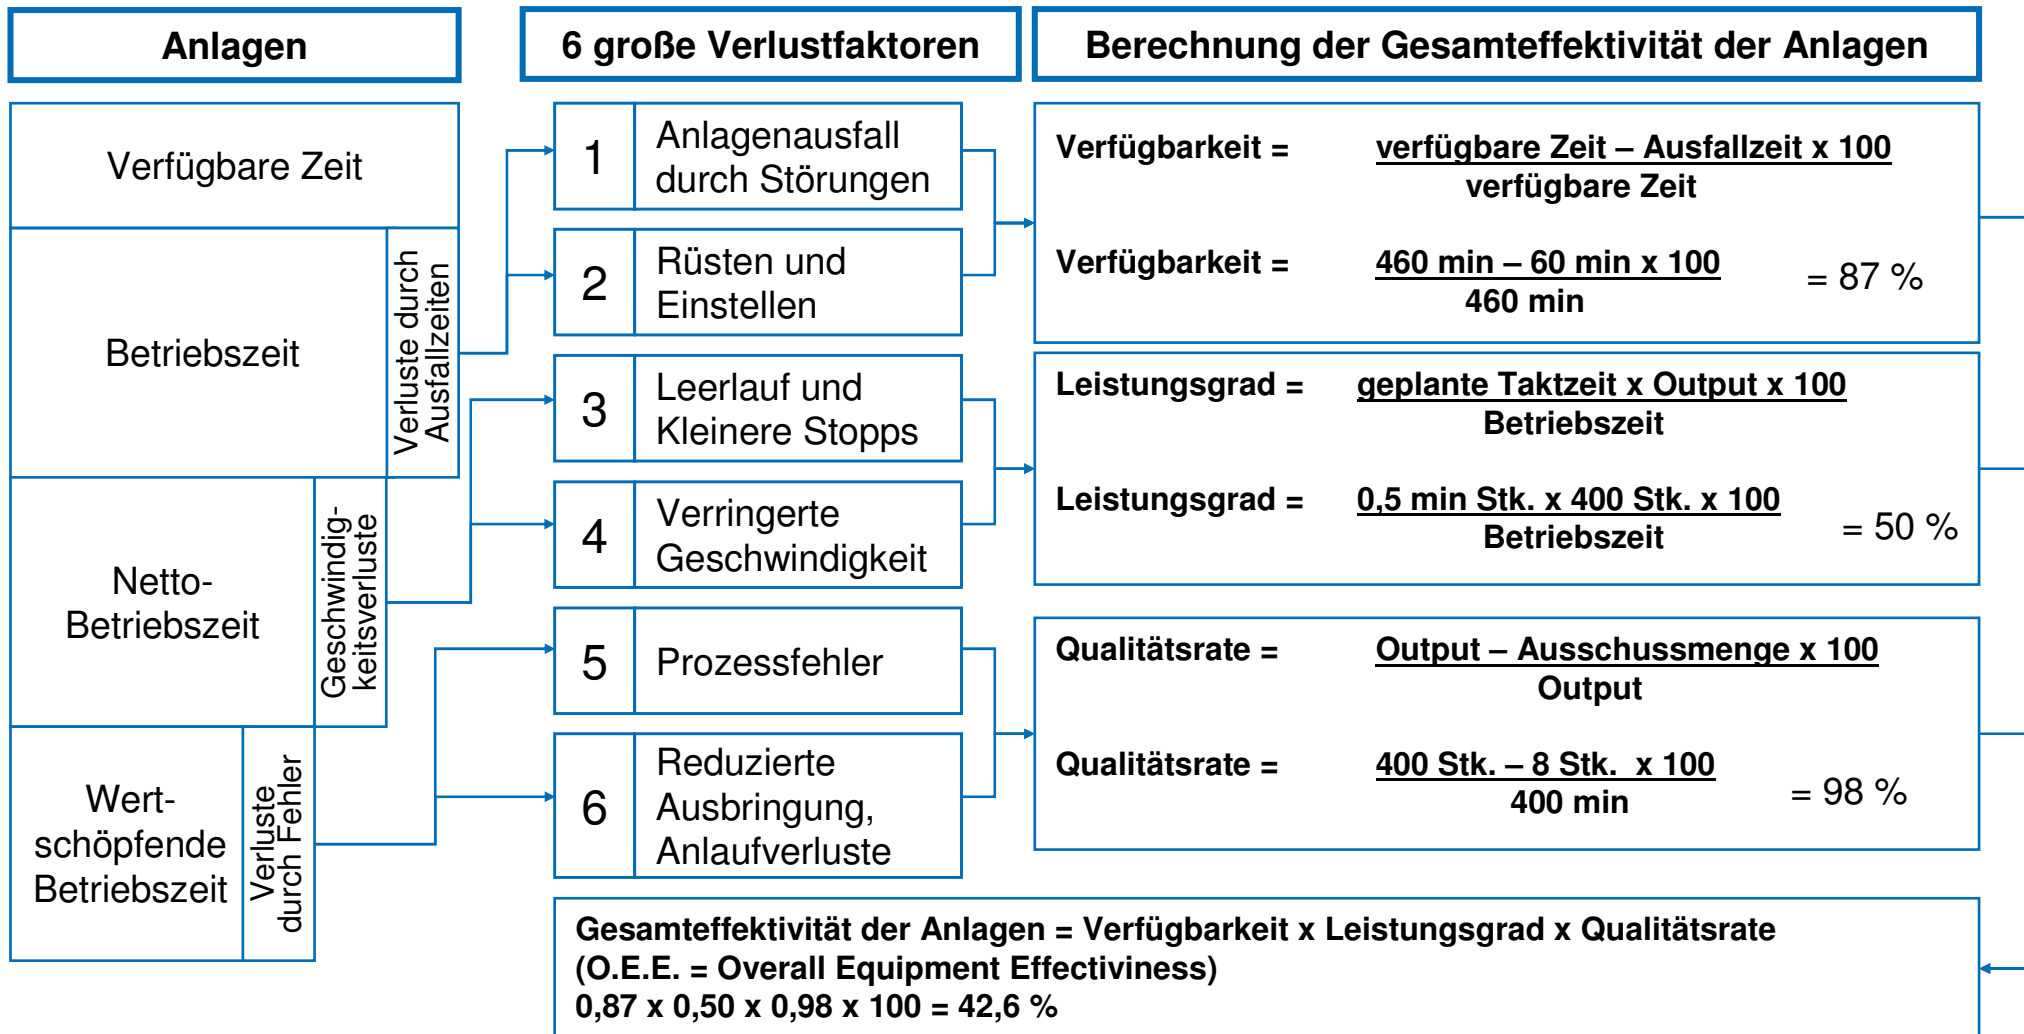 Anlagen
6 große Verlustfaktoren
Berechnung der Gesamteffektivität der Anlagen
Verfügbare Zeit
Betriebszeit
Verluste durch
Ausfallzeiten
Netto-
Betriebszeit
Geschwindig-
keitsverluste
Wert-
schöpfende
Betriebszeit
Verluste
durch Fehler
1
Anlagenausfall
durch Störungen
2
Rüsten und
Einstellen
3
Leerlauf und
Kleinere Stopps
4
Verringerte
Geschwindigkeit
5
Prozessfehler
6
Reduzierte
Ausbringung,
Anlaufverluste
Verfügbarkeit = verfügbare Zeit – Ausfallzeit x 100
verfügbare Zeit
Verfügbarkeit = 460 min – 60 min x 100 = 87 %
460 min
Leistungsgrad = geplante Taktzeit x Output x 100
Betriebszeit
Leistungsgrad = 0,5 min Stk. x 400 Stk. x 100 = 50 %
Betriebszeit
Qualitätsrate = Output – Ausschussmenge x 100
Output
Qualitätsrate = 400 Stk. – 8 Stk. x 100 = 98 %
400 min
Gesamteffektivität der Anlagen = Verfügbarkeit x Leistungsgrad x Qualitätsrate
(O.E.E. = Overall Equipment Effectiviness)
0,87 x 0,50 x 0,98 x 100 = 42,6 %